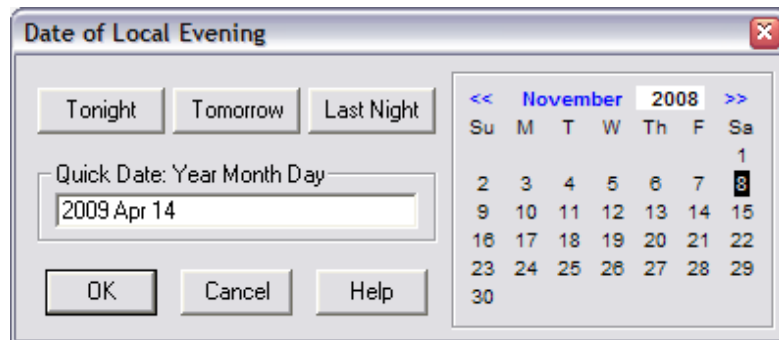 Date of Local Evening
Tonight Tomorrow Last Night
Quick Date: Year Month Day
2009 Apr 14
OK Cancel Help
<< November 2008 >>
Su M T W Th F Sa
1
2 3 4 5 6 7 8
9 10 11 12 13 14 15
16 17 18 19 20 21 22
23 24 25 26 27 28 29
30